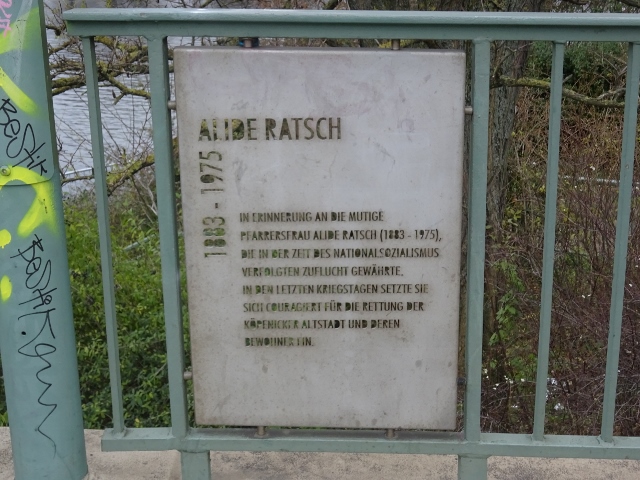 ALIDE RATSCH
1883 - 1975
IN ERINNERUNG AN DIE MUTIGE
PFARRERSFRAU ALIDE RATSCH (1883 - 1975),
DIE IN DER ZEIT DES NATIONALSOZIALISMUS
VERFOLGTEN ZUFLUCHT GEWÄHRTE.
IN DEN LETZTEN KRIEGSTAGEN SETZTE SIE
SICH COURAGIERT FÜR DIE RETTUNG DER
KÖPENICKER ALTSTADT UND DEREN
BEWOHNER EIN.